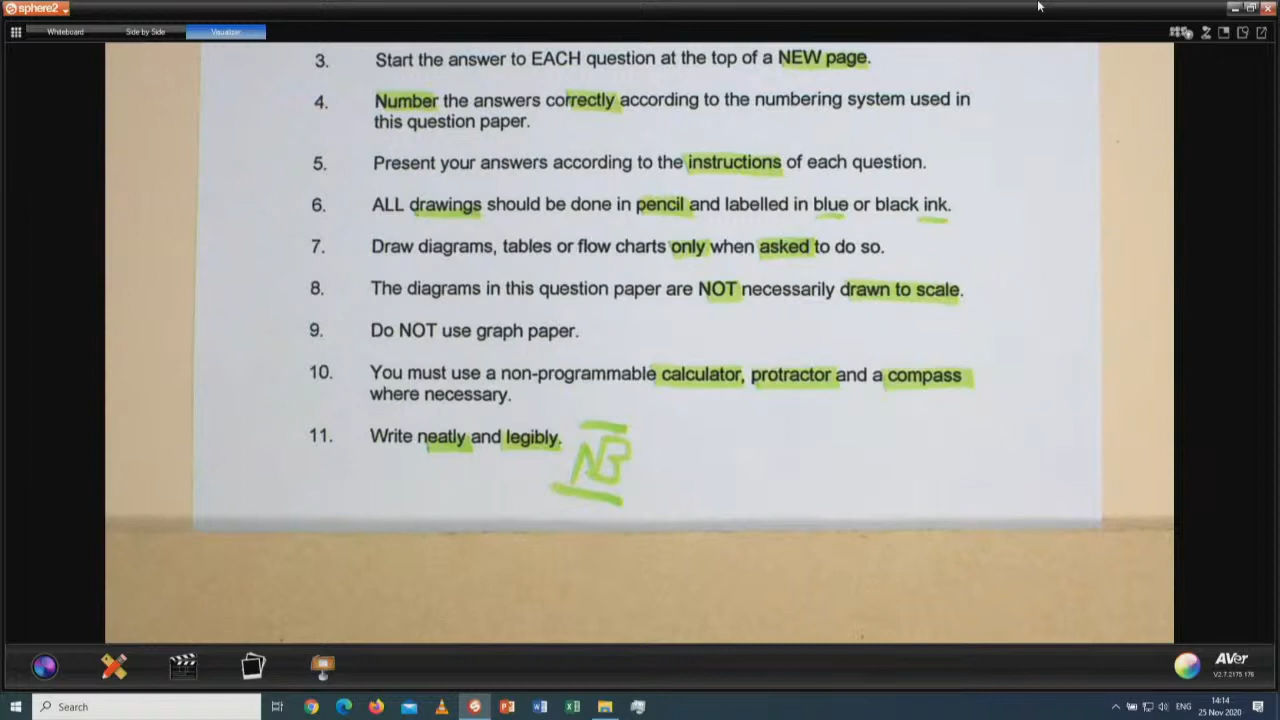 sphere2
Whiteboard
Side by Side
Visualizer
3. Start the answer to EACH question at the top of a NEW page.
4. Number the answers correctly according to the numbering system used in
this question paper.
5. Present your answers according to the instructions of each question.
6. ALL drawings should be done in pencil and labelled in blue or black ink.
7. Draw diagrams, tables or flow charts only when asked to do so.
8. The diagrams in this question paper are NOT necessarily drawn to scale.
9. Do NOT use graph paper.
10. You must use a non-programmable calculator, protractor and a compass
where necessary.
11. Write neatly and legibly.
NB
AVer
V2.7.2175.178
Search
ENG
14:14
25 Nov 2020